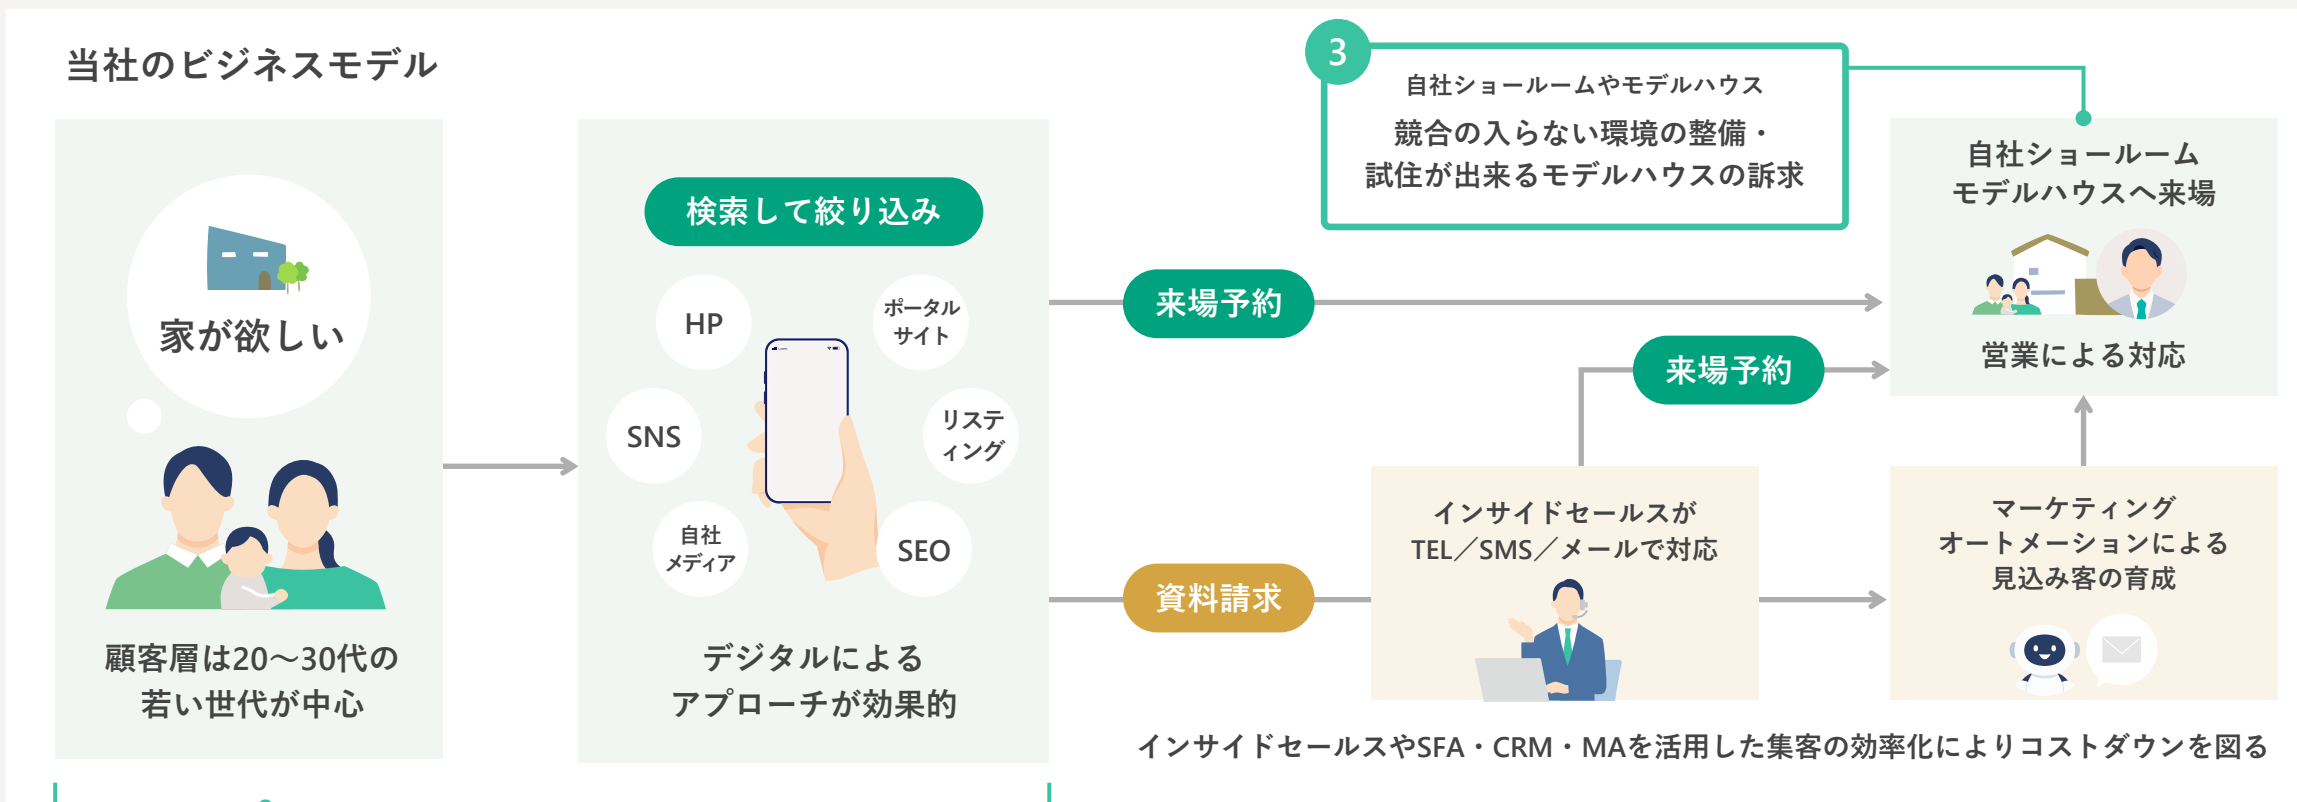 当社のビジネスモデル
家が欲しい
顧客層は20〜30代の
若い世代が中心
検索して絞り込み
HP
ポータル
サイト
SNS
リステ
ィング
自社
メディア
SEO
デジタルによる
アプローチが効果的
3
自社ショールームやモデルハウス
競合の入らない環境の整備・
試住が出来るモデルハウスの訴求
来場予約
自社ショールーム
モデルハウスへ来場
営業による対応
来場予約
資料請求
インサイドセールスが
TEL／SMS／メールで対応
マーケティング
オートメーションによる
見込み客の育成
インサイドセールスやSFA・CRM・MAを活用した集客の効率化によりコストダウンを図る